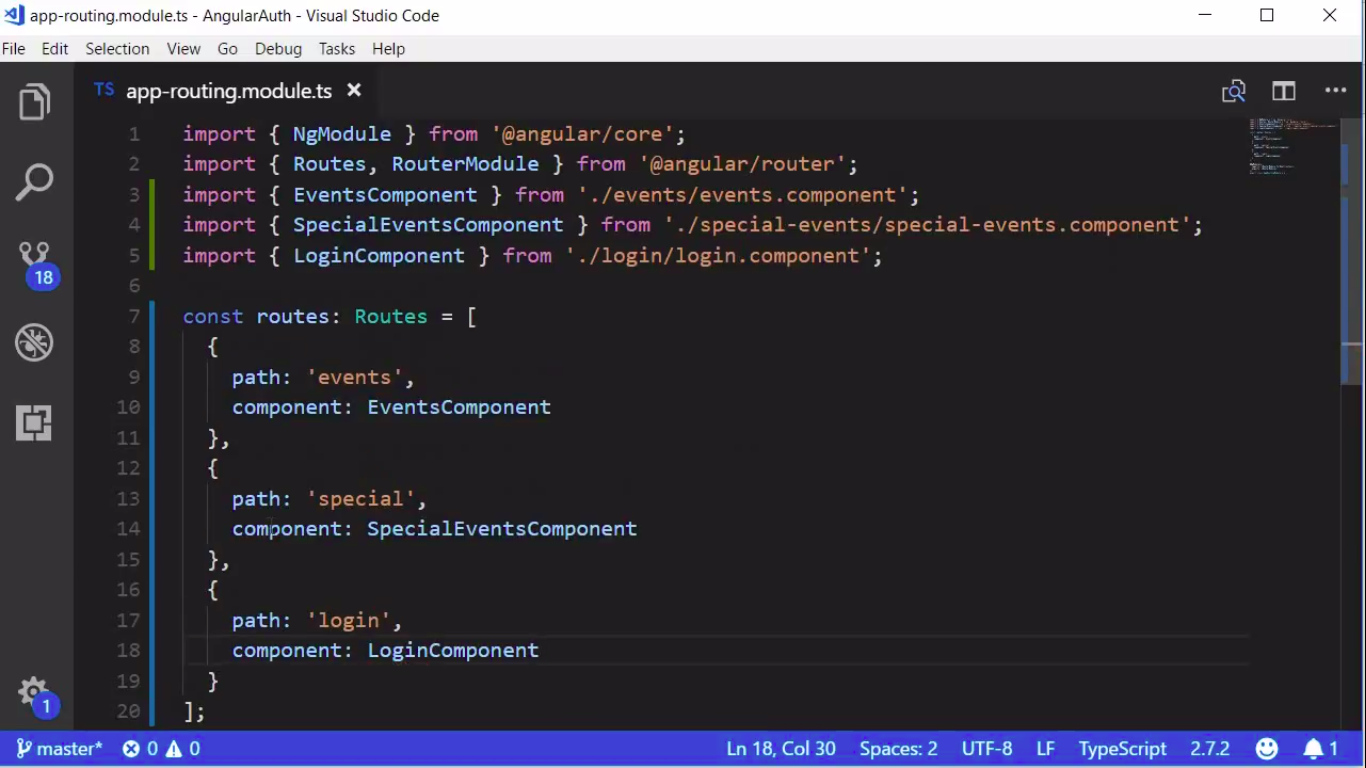 app-routing.module.ts - AngularAuth - Visual Studio Code
File Edit Selection View Go Debug Tasks Help
TS app-routing.module.ts
1 import { NgModule } from '@angular/core';
2 import { Routes, RouterModule } from '@angular/router';
3 import { EventsComponent } from './events/events.component';
4 import { SpecialEventsComponent } from './special-events/special-events.component';
5 import { LoginComponent } from './login/login.component';
6
7 const routes: Routes = [
8 {
9 path: 'events',
10 component: EventsComponent
11 },
12 {
13 path: 'special',
14 component: SpecialEventsComponent
15 },
16 {
17 path: 'login',
18 component: LoginComponent
19 }
20 ];
18
1
master* 0 0 Ln 18, Col 30 Spaces: 2 UTF-8 LF TypeScript 2.7.2 1